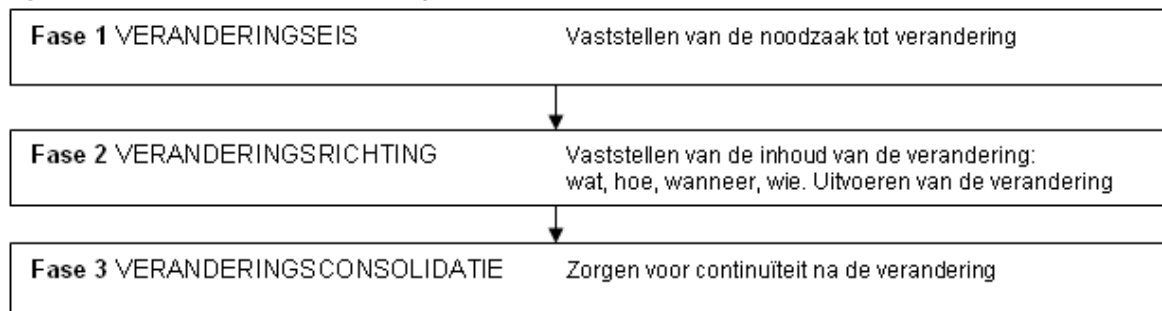 Fase 1 VERANDERINGSEIS Vaststellen van de noodzaak tot verandering
Fase 2 VERANDERINGSRICHTING Vaststellen van de inhoud van de verandering:
wat, hoe, wanneer, wie. Uitvoeren van de verandering
Fase 3 VERANDERINGSCONSOLIDATIE Zorgen voor continuïteit na de verandering